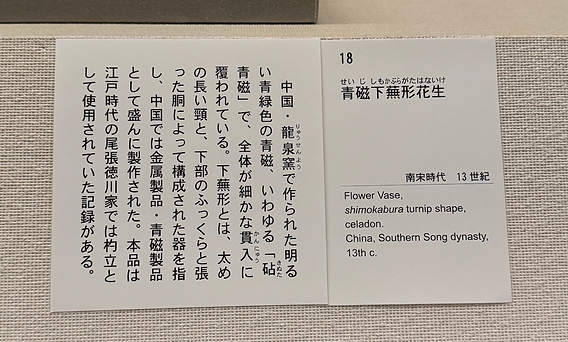 18
せいじしもかぶらがたはないけ
青磁下蕪形花生
南宋時代 13世紀
Flower Vase,
shimokabura turnip shape,
celadon.
China, Southern Song dynasty,
13th c.
中国・龍泉窯で作られた明る
りゅうせんよう
い青緑色の青磁、いわゆる「砧
きぬた
青磁」で、全体が細かな貫入に
かんにゅう
覆われている。下蕪形とは、太め
の長い頸と、下部のふっくらと張
った胴によって構成された器を指
し、中国では金属製品・青磁製品
として盛んに製作された。本品は
江戸時代の尾張徳川家では杓立と
して使用されていた記録がある。